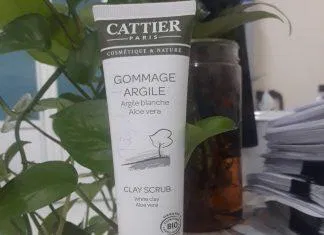 CATTIER
PARIS
COSMÉTIQUE & NATURE
GOMMAGE
ARGILE
Argile blanche
Aloe vera
CLAY SCRUB
White clay
Aloe vera
BIO